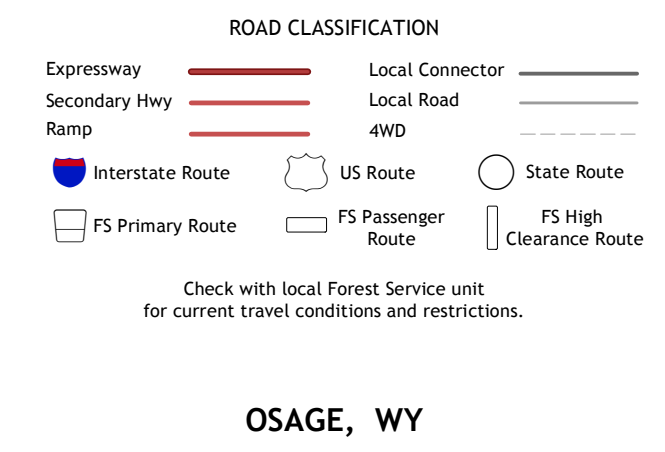 ROAD CLASSIFICATION
Expressway
Local Connector
Secondary Hwy
Local Road
Ramp
4WD
Interstate Route
US Route
State Route
FS Primary Route
FS Passenger
Route
FS High
Clearance Route
Check with local Forest Service unit
for current travel conditions and restrictions.
OSAGE, WY